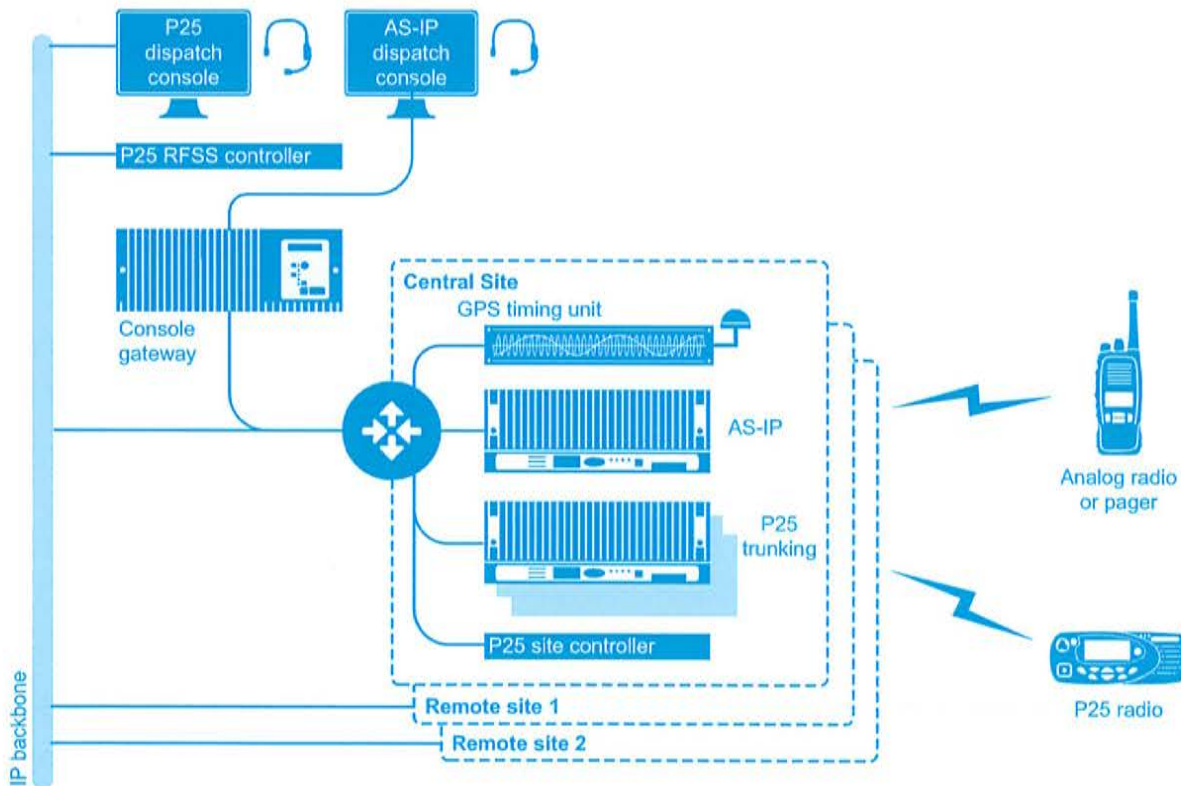 P25
dispatch
console
AS-IP
dispatch
console
P25 RFSS controller
Console
gateway
Central Site
GPS timing unit
AS-IP
P25
trunking
P25 site controller
Remote site 1
Remote site 2
Analog radio
or pager
P25 radio
IP backbone